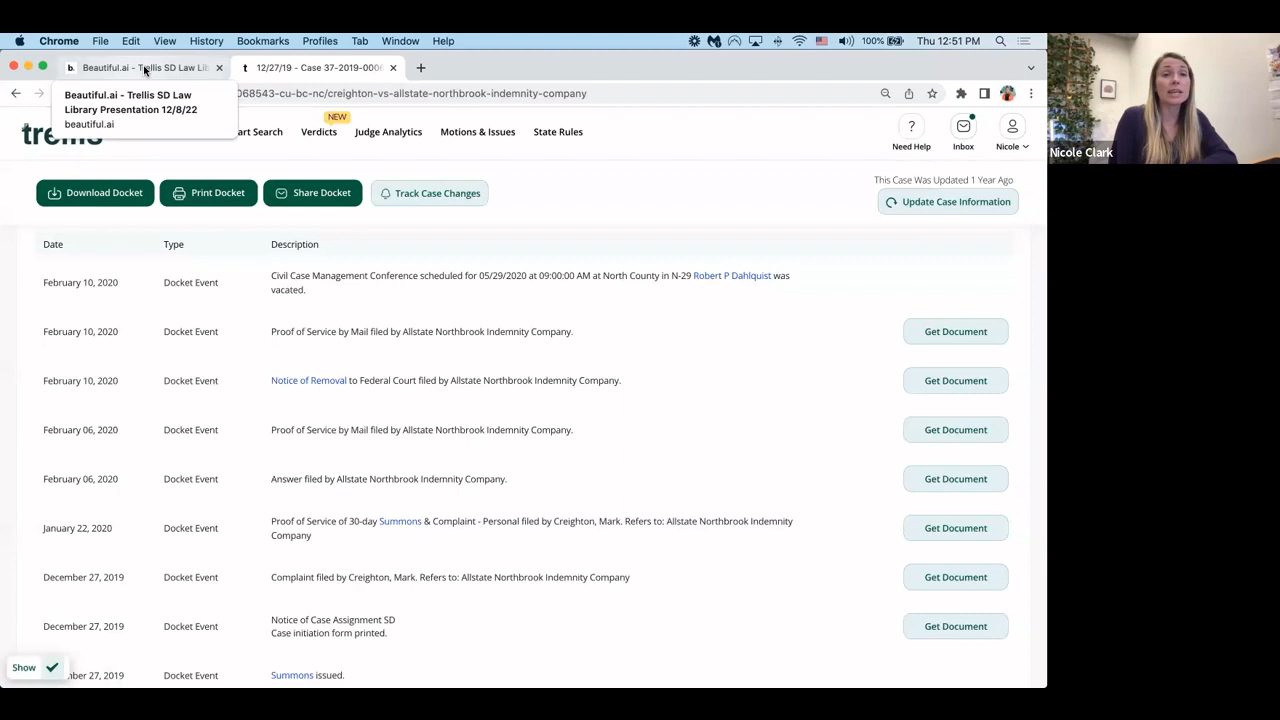 Chrome File Edit View History Bookmarks Profiles Tab Window Help 100% Thu 12:51 PM
b. Beautiful.ai - Trellis SD Law Lib t 12/27/19 - Case 37-2019-000
068543-cu-bc-nc/creighton-vs-allstate-northbrook-indemnity-company
Beautiful.ai - Trellis SD Law
Library Presentation 12/8/22
beautiful.ai
Nicole Clark
NEW
trellis
art Search Verdicts Judge Analytics Motions & Issues State Rules
? Need Help Inbox Nicole
This Case Was Updated 1 Year Ago
Download Docket Print Docket Share Docket Track Case Changes Update Case Information
Date Type Description
February 10, 2020 Docket Event Civil Case Management Conference scheduled for 05/29/2020 at 09:00:00 AM at North County in N-29 Robert P Dahlquist was
vacated.
February 10, 2020 Docket Event Proof of Service by Mail filed by Allstate Northbrook Indemnity Company. Get Document
February 10, 2020 Docket Event Notice of Removal to Federal Court filed by Allstate Northbrook Indemnity Company. Get Document
February 06, 2020 Docket Event Proof of Service by Mail filed by Allstate Northbrook Indemnity Company. Get Document
February 06, 2020 Docket Event Answer filed by Allstate Northbrook Indemnity Company. Get Document
January 22, 2020 Docket Event Proof of Service of 30-day Summons & Complaint - Personal filed by Creighton, Mark. Refers to: Allstate Northbrook Indemnity
Company Get Document
December 27, 2019 Docket Event Complaint filed by Creighton, Mark. Refers to: Allstate Northbrook Indemnity Company Get Document
December 27, 2019 Docket Event Notice of Case Assignment SD
Case initiation form printed. Get Document
Show mber 27, 2019 Docket Event Summons issued.